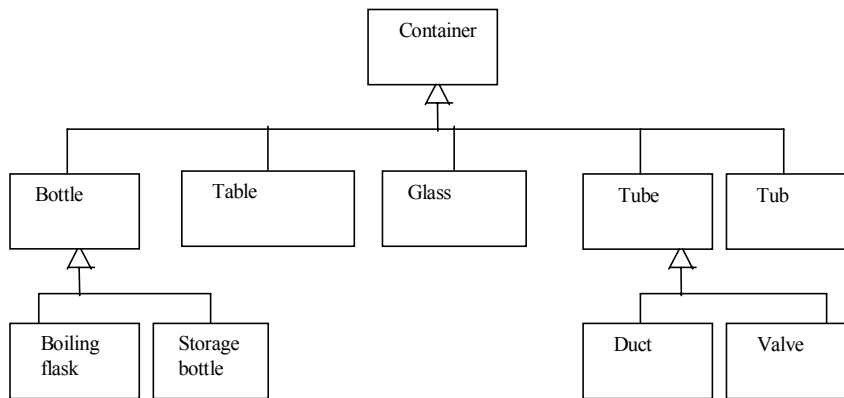 Container
Bottle
Table
Glass
Tube
Tub
Boiling
flask
Storage
bottle
Duct
Valve